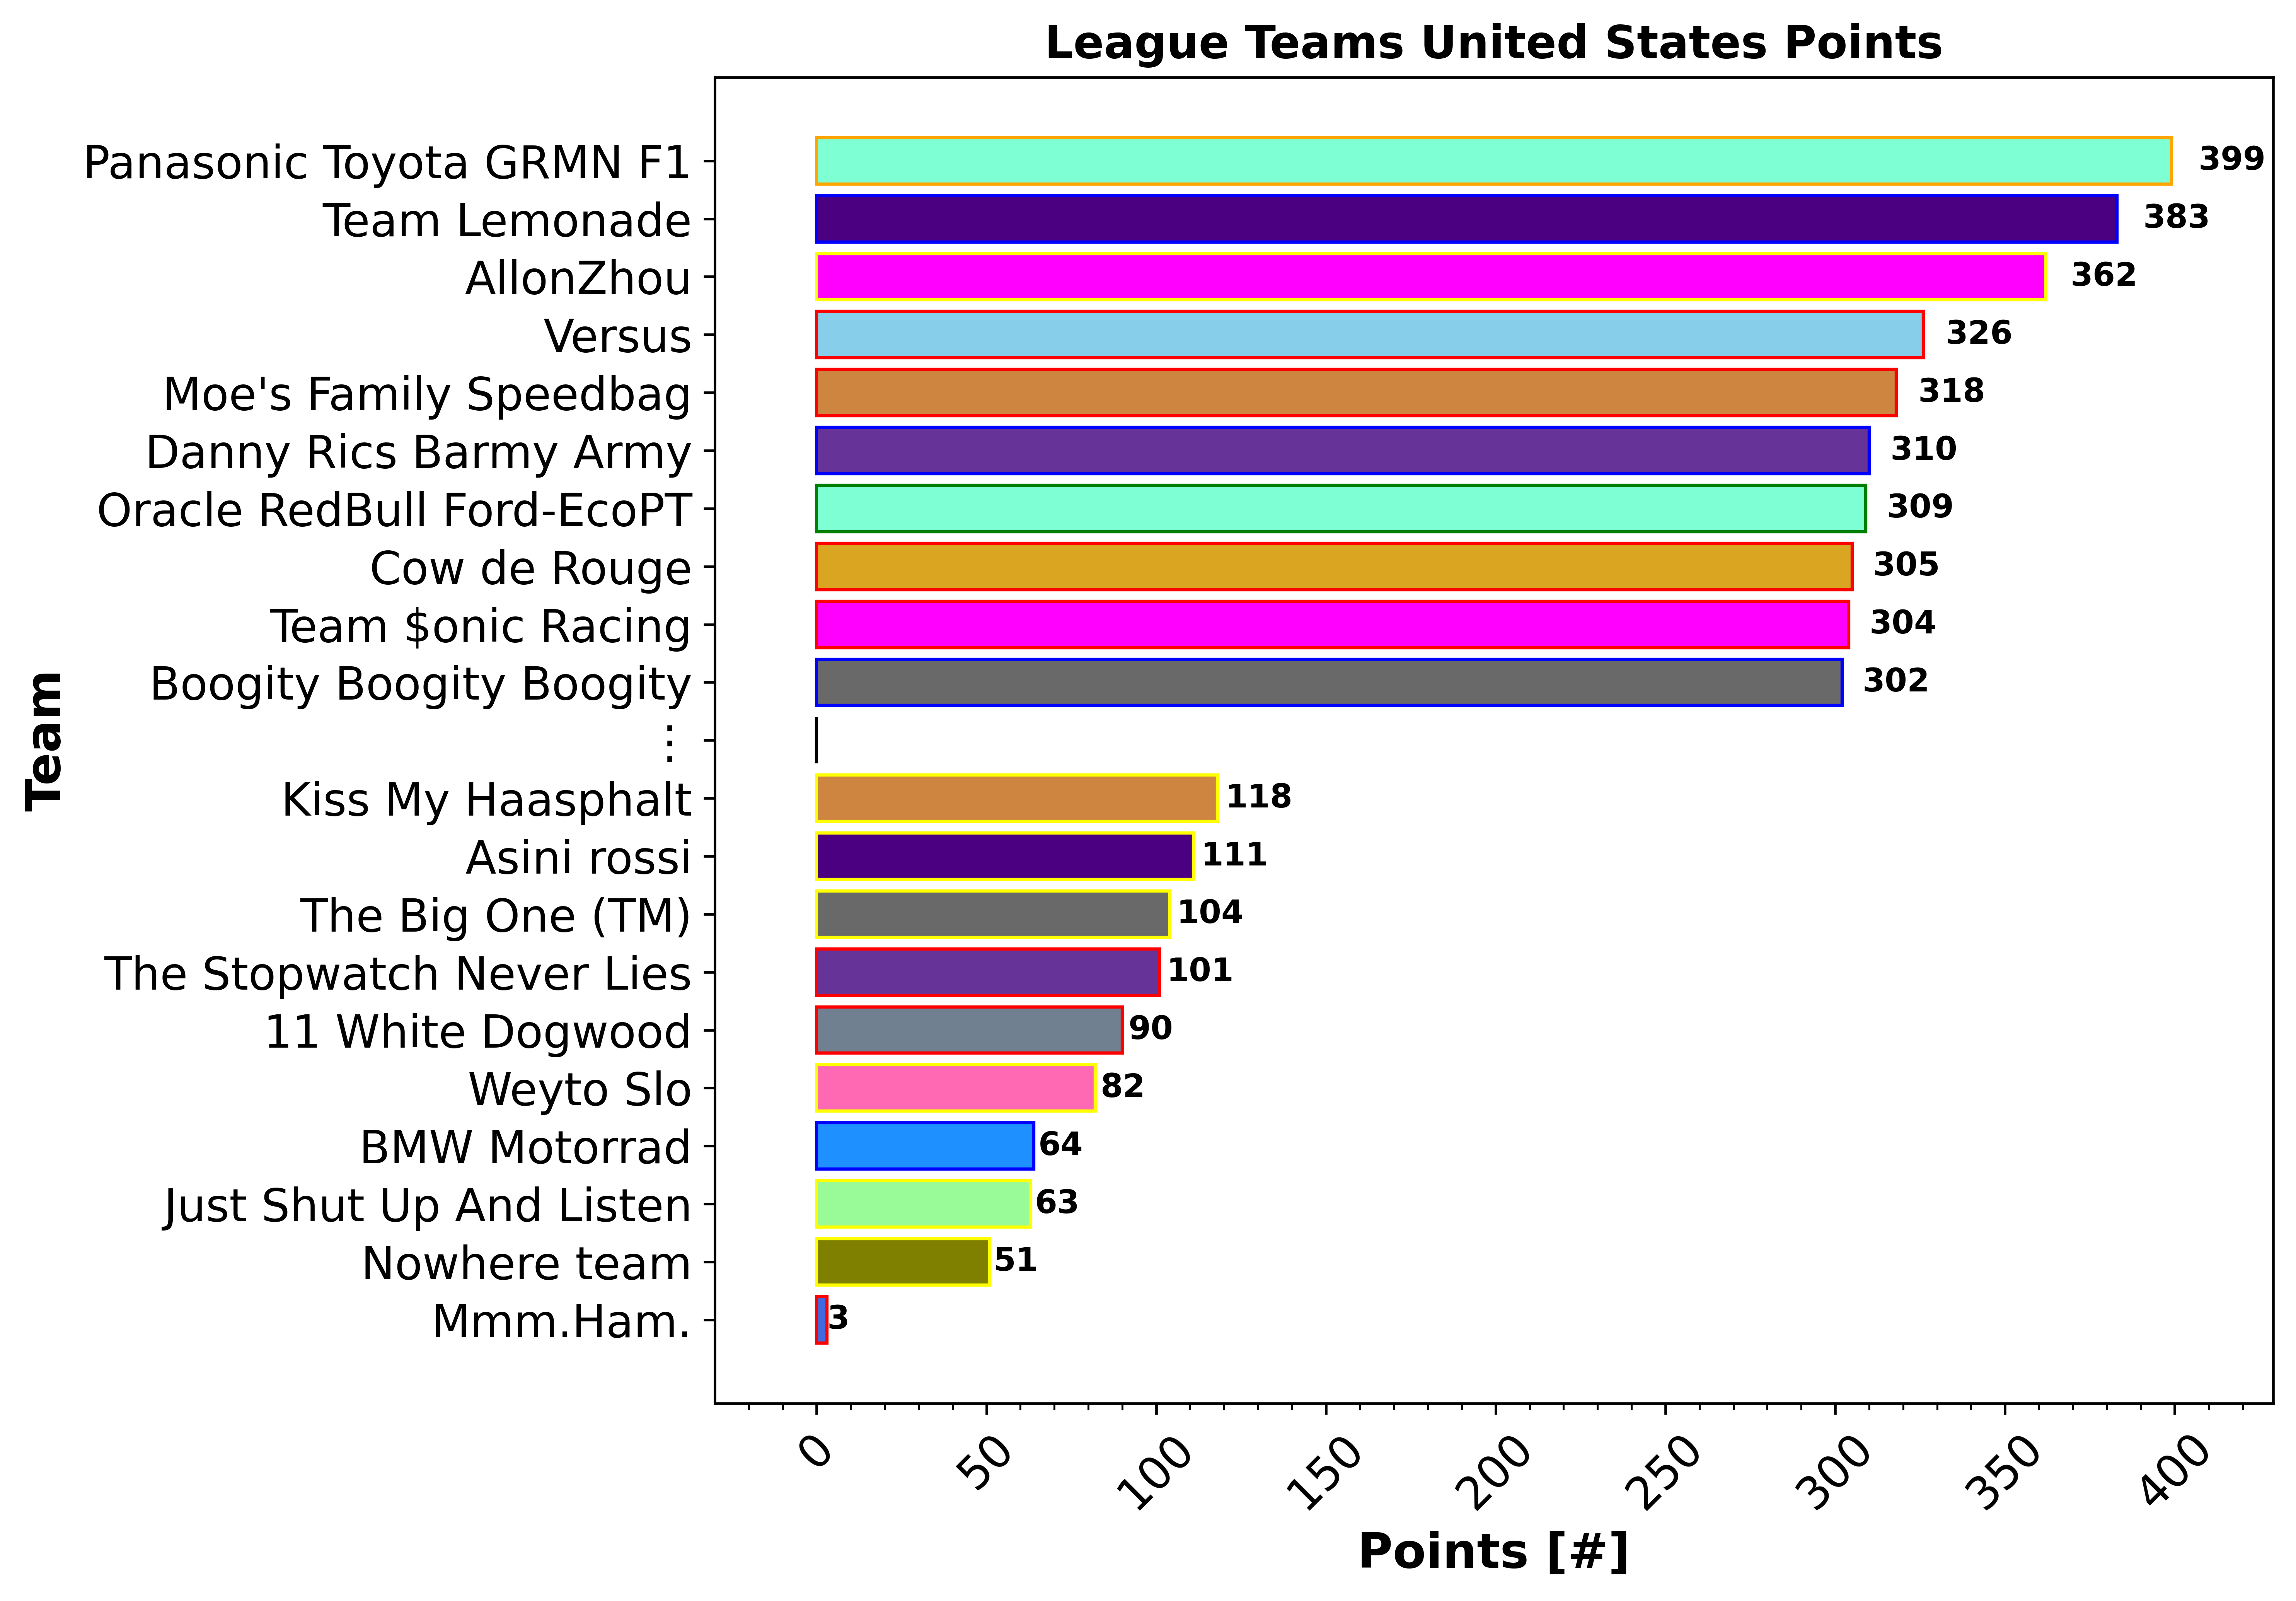 League Teams United States Points
Panasonic Toyota GRMN F1 399
Team Lemonade 383
AllonZhou 362
Versus 326
Moe's Family Speedbag 318
Danny Rics Barmy Army 310
Oracle RedBull Ford-EcoPT 309
Cow de Rouge 305
Team $onic Racing 304
Boogity Boogity Boogity 302
⋮
Kiss My Haasphalt 118
Asini rossi 111
The Big One (TM) 104
The Stopwatch Never Lies 101
11 White Dogwood 90
Weyto Slo 82
BMW Motorrad 64
Just Shut Up And Listen 63
Nowhere team 51
Mmm.Ham. 3
Team
0 50 100 150 200 250 300 350 400
Points [#]